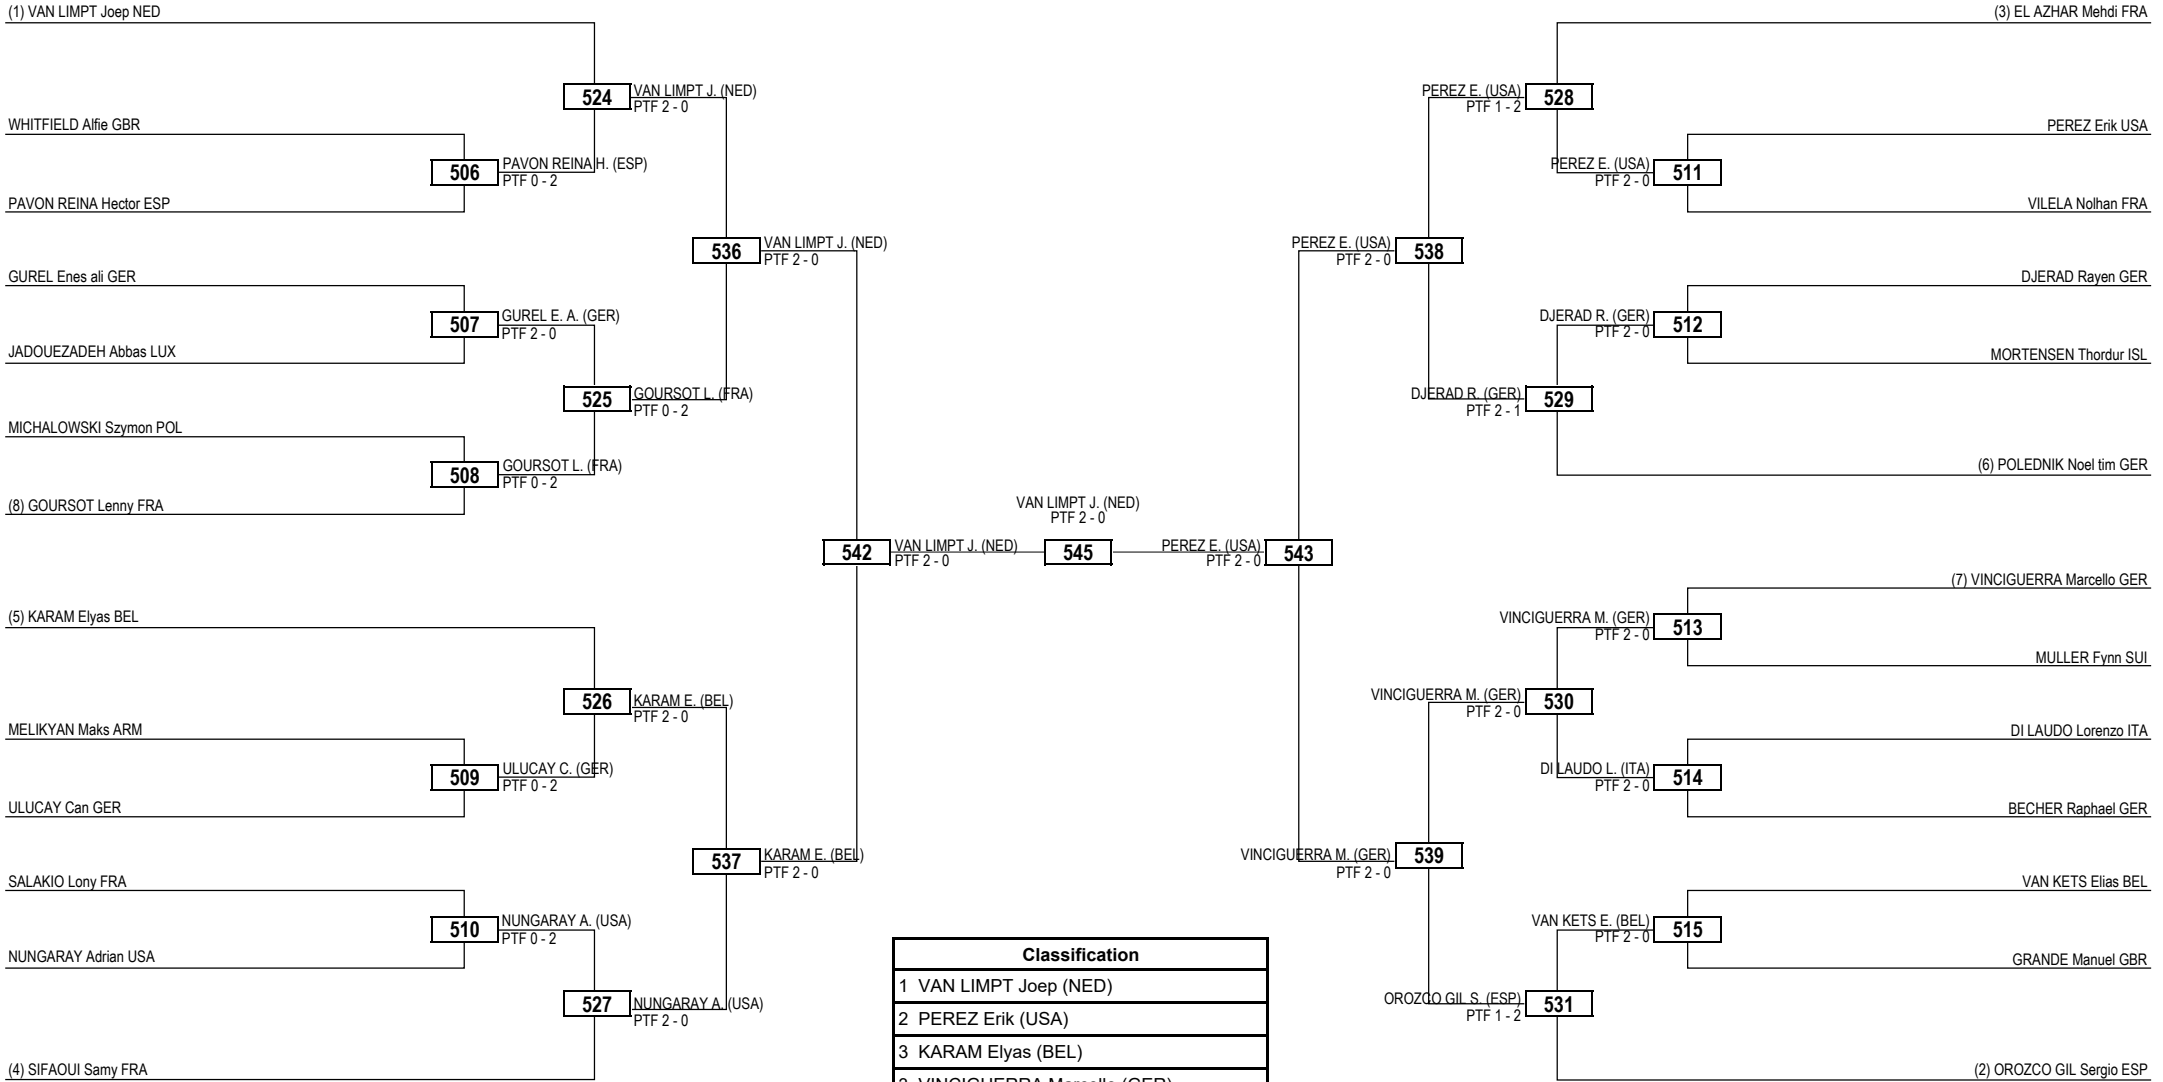 (1) VAN LIMPT Joep NED
524
VAN LIMPT J. (NED)
PTF 2 - 0
WHITFIELD Alfie GBR
506
PAVON REINA H. (ESP)
PTF 0 - 2
PAVON REINA Hector ESP
536
VAN LIMPT J. (NED)
PTF 2 - 0
GUREL Enes ali GER
507
GUREL E. A. (GER)
PTF 2 - 0
JADOUEZADEH Abbas LUX
525
GOURSOT L. (FRA)
PTF 0 - 2
MICHALOWSKI Szymon POL
508
GOURSOT L. (FRA)
PTF 0 - 2
(8) GOURSOT Lenny FRA
542
VAN LIMPT J. (NED)
PTF 2 - 0
(5) KARAM Elyas BEL
526
KARAM E. (BEL)
PTF 2 - 0
MELIKYAN Maks ARM
509
ULUCAY C. (GER)
PTF 0 - 2
ULUCAY Can GER
537
KARAM E. (BEL)
PTF 2 - 0
SALAKIO Lony FRA
510
NUNGARAY A. (USA)
PTF 0 - 2
NUNGARAY Adrian USA
527
NUNGARAY A. (USA)
PTF 2 - 0
(4) SIFAOUI Samy FRA
VAN LIMPT J. (NED)
PTF 2 - 0
545
(3) EL AZHAR Mehdi FRA
PEREZ E. (USA)
PTF 1 - 2
528
PEREZ Erik USA
PEREZ E. (USA)
PTF 2 - 0
511
VILELA Nolhan FRA
PEREZ E. (USA)
PTF 2 - 0
538
DJERAD Rayen GER
DJERAD R. (GER)
PTF 2 - 0
512
MORTENSEN Thordur ISL
DJERAD R. (GER)
PTF 2 - 1
529
(6) POLEDNIK Noel tim GER
PEREZ E. (USA)
PTF 2 - 0
543
(7) VINCIGUERRA Marcello GER
VINCIGUERRA M. (GER)
PTF 2 - 0
513
MULLER Fynn SUI
VINCIGUERRA M. (GER)
PTF 2 - 0
530
DI LAUDO Lorenzo ITA
DI LAUDO L. (ITA)
PTF 2 - 0
514
BECHER Raphael GER
VINCIGUERRA M. (GER)
PTF 2 - 0
539
VAN KETS Elias BEL
VAN KETS E. (BEL)
PTF 2 - 0
515
GRANDE Manuel GBR
OROZCO GIL S. (ESP)
PTF 1 - 2
531
(2) OROZCO GIL Sergio ESP
Classification
1 VAN LIMPT Joep (NED)
2 PEREZ Erik (USA)
3 KARAM Elyas (BEL)
3 VINCIGUERRA Marcello (GER)